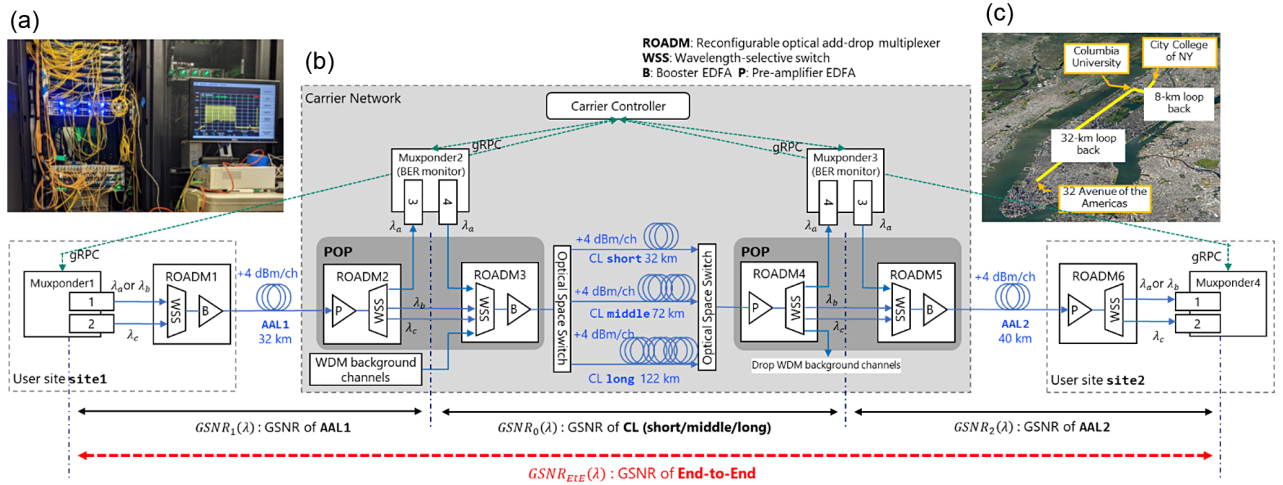 (a)
(b)
(c)
ROADM: Reconfigurable optical add-drop multiplexer
WSS: Wavelength-selective switch
B: Booster EDFA P: Pre-amplifier EDFA
Carrier Network
Carrier Controller
gRPC
gRPC
Muxponder2
(BER monitor)
3
4
λa
λa
Muxponder3
(BER monitor)
4
3
λa
λa
Columbia
University
City College
of NY
8-km loop
back
32-km loop
back
32 Avenue of the
Americas
gRPC
Muxponder1
1
2
λa or λb
λc
ROADM1
WSS
B
User site site1
+4 dBm/ch
AAL1
32 km
POP
ROADM2
P
WSS
λb
λc
ROADM3
WSS
B
WDM background
channels
Optical Space Switch
+4 dBm/ch
CL short 32 km
+4 dBm/ch
CL middle 72 km
+4 dBm/ch
CL long 122 km
Optical Space Switch
POP
ROADM4
P
WSS
λb
λc
ROADM5
WSS
B
Drop WDM background channels
+4 dBm/ch
AAL2
40 km
ROADM6
P
WSS
λa or λb
λc
gRPC
Muxponder4
1
2
User site site2
GSNR1(λ) : GSNR of AAL1
GSNR0(λ) : GSNR of CL (short/middle/long)
GSNR2(λ) : GSNR of AAL2
GSNREtE(λ) : GSNR of End-to-End